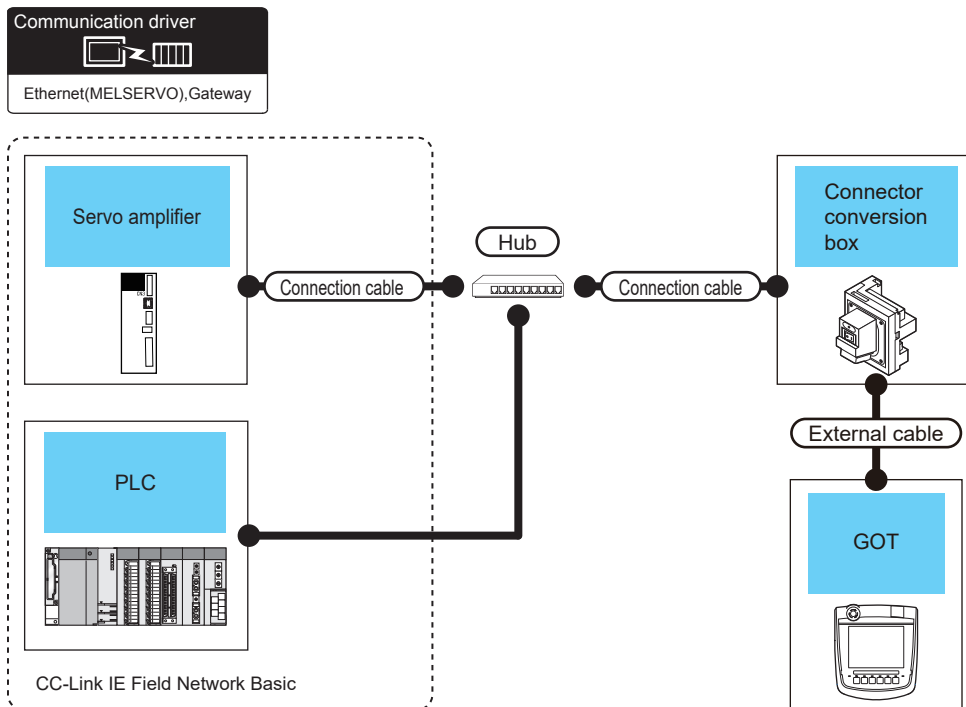 Communication driver
Ethernet(MELSERVO),Gateway
Servo amplifier
Connection cable
Hub
Connection cable
Connector
conversion
box
External cable
PLC
GOT
CC-Link IE Field Network Basic